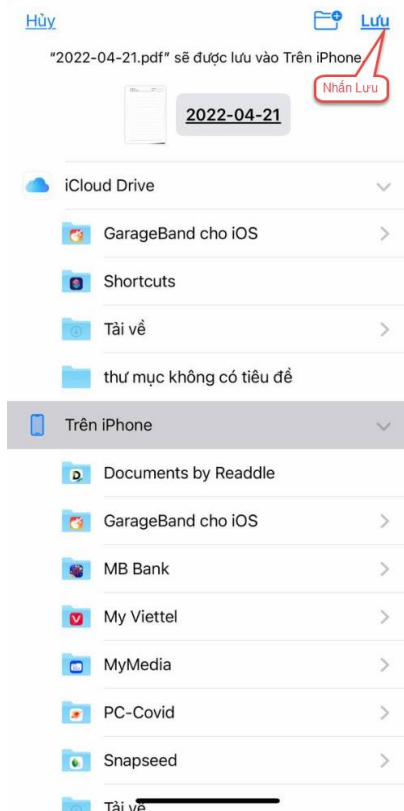 Hủy
Lưu
“2022-04-21.pdf” sẽ được lưu vào Trên iPhone
Nhấn Lưu
2022-04-21
iCloud Drive
GarageBand cho iOS
Shortcuts
Tải về
thư mục không có tiêu đề
Trên iPhone
Documents by Readdle
GarageBand cho iOS
MB Bank
My Viettel
MyMedia
PC-Covid
Snapseed
Tải về